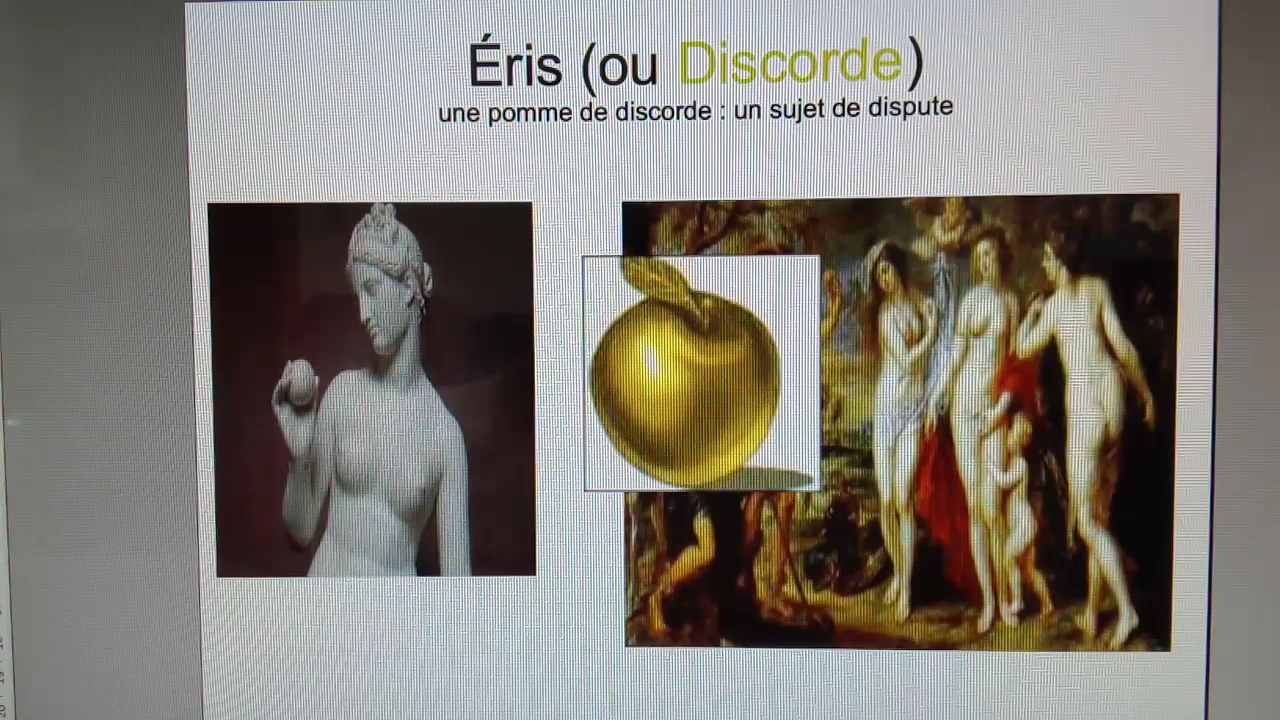 Éris (ou Discorde)
une pomme de discorde : un sujet de dispute